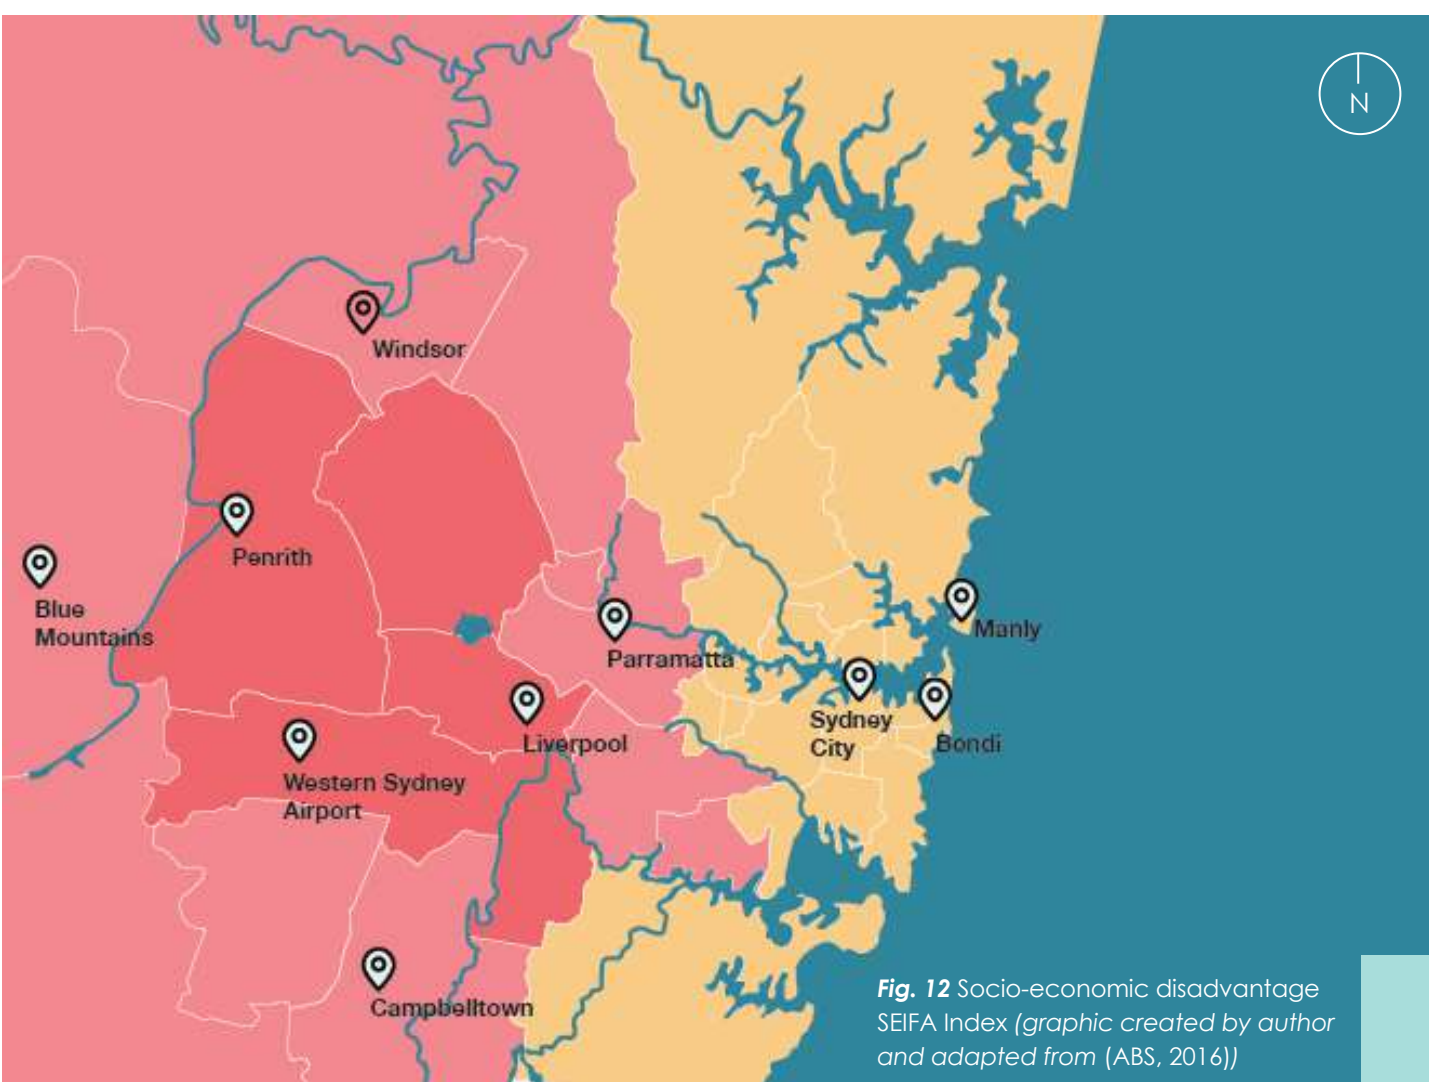 N
Windsor
Penrith
Blue
Mountains
Parramatta
Manly
Sydney
City
Bondi
Liverpool
Western Sydney
Airport
Campbelltown
Fig. 12 Socio-economic disadvantage
SEIFA Index (graphic created by author
and adapted from (ABS, 2016))